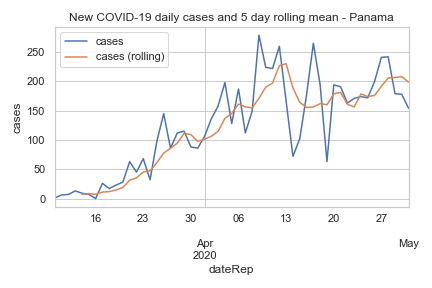 New COVID-19 daily cases and 5 day rolling mean - Panama
cases
cases (rolling)
cases
250
200
150
100
50
0
16 23 30 06 13 20 27
Apr May
2020
dateRep